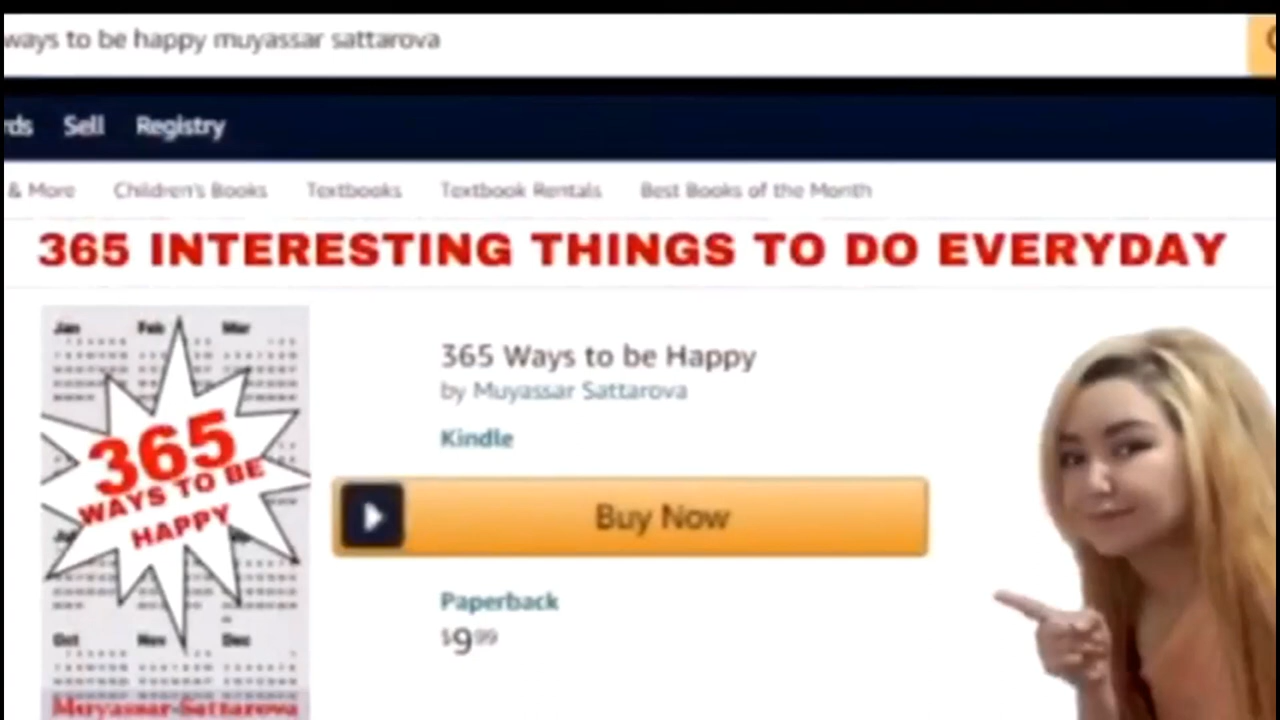 ways to be happy muyassar sattarova
rds Sell Registry
& More Children's Books Textbooks Textbook Rentals Best Books of the Month
365 INTERESTING THINGS TO DO EVERYDAY
Jan Feb Mar
365
WAYS TO BE
HAPPY
Oct Nov Dec
Muyassar Sattarova
365 Ways to be Happy
by Muyassar Sattarova
Kindle
Buy Now
Paperback
$999